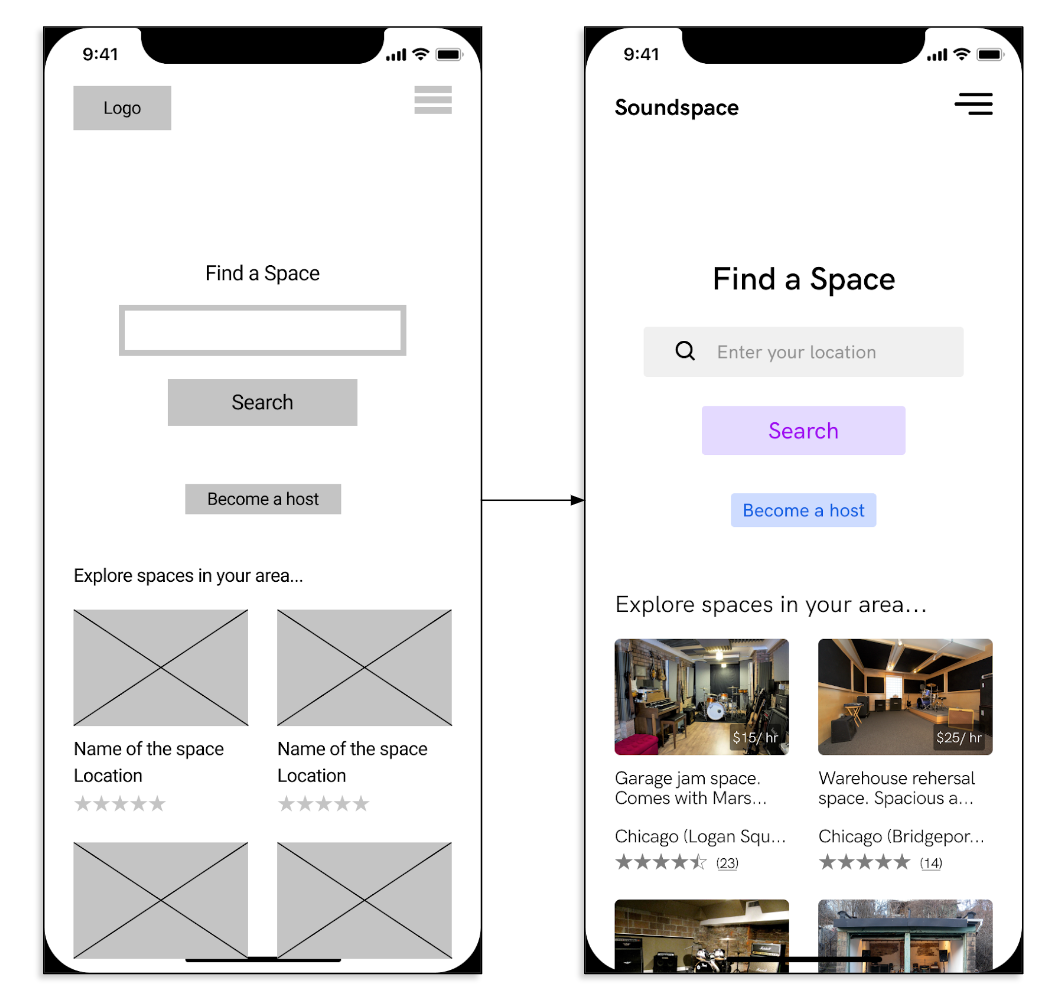 9:41
Logo
Find a Space
Search
Become a host
Explore spaces in your area...
Name of the space
Location
Name of the space
Location
9:41
Soundspace
Find a Space
Enter your location
Search
Become a host
Explore spaces in your area...
$15/ hr
$25/ hr
Garage jam space.
Comes with Mars...
Warehouse rehersal
space. Spacious a...
Chicago (Logan Squ...
(23)
Chicago (Bridgepor...
(14)